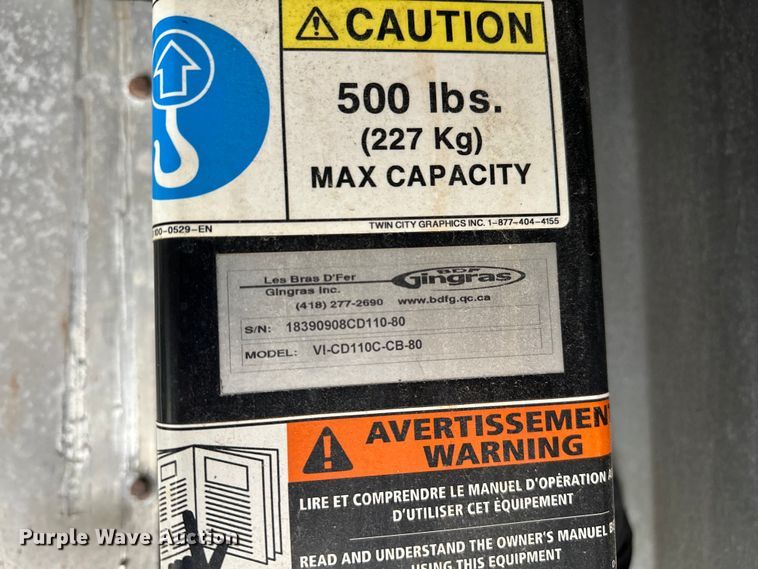 CAUTION
500 lbs.
(227 Kg)
MAX CAPACITY
00-0529-EN
TWIN CITY GRAPHICS INC. 1-877-404-4155
Les Bras D'Fer
Gingras Inc.
BDF
Gingras
(418) 277-2690 www.bdfg.qc.ca
S/N: 18390908CD110-80
MODEL: VI-CD110C-CB-80
AVERTISSEMEN
WARNING
LIRE ET COMPRENDRE LE MANUEL D'OPÉRATION A
D'UTILISER CET ÉQUIPEMENT
READ AND UNDERSTAND THE OWNER'S MANUEL BE
USING THIS EQUIPMENT
Purple Wave Auction